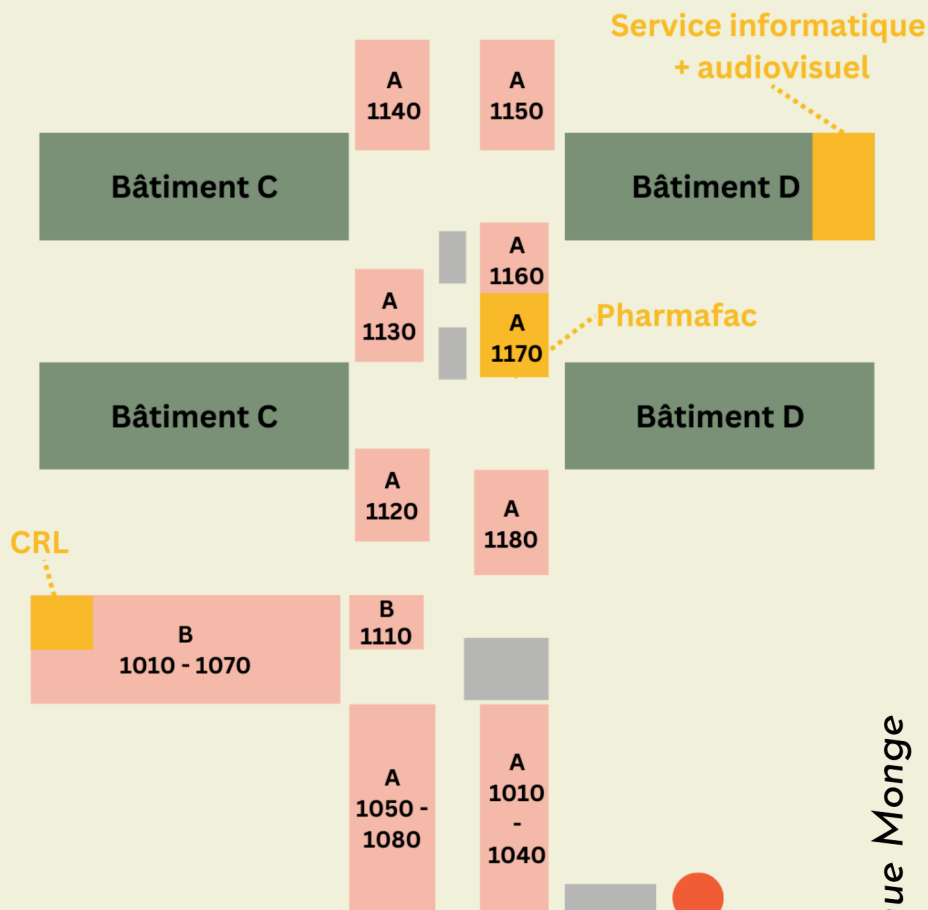 Service informatique
+ audiovisuel
A
1140
A
1150
Bâtiment C
Bâtiment D
A
1160
A
1130
A
1170
Pharmafac
Bâtiment C
Bâtiment D
A
1120
A
1180
CRL
B
1010 - 1070
B
1110
A
1050 -
1080
A
1010
-
1040
Monge